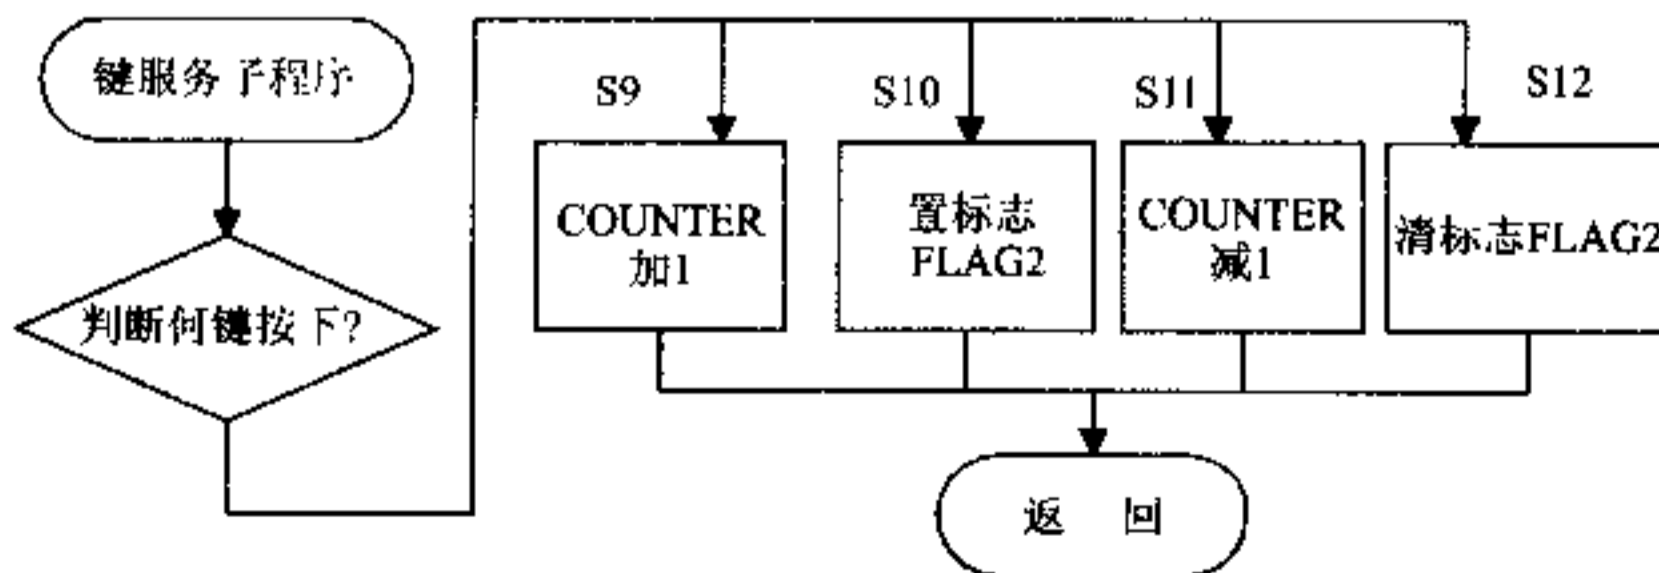 键服务子程序
S9
S10
S11
S12
COUNTER
加1
置标志
FLAG2
COUNTER
减1
清标志FLAG2
判断何键按下?
返 回